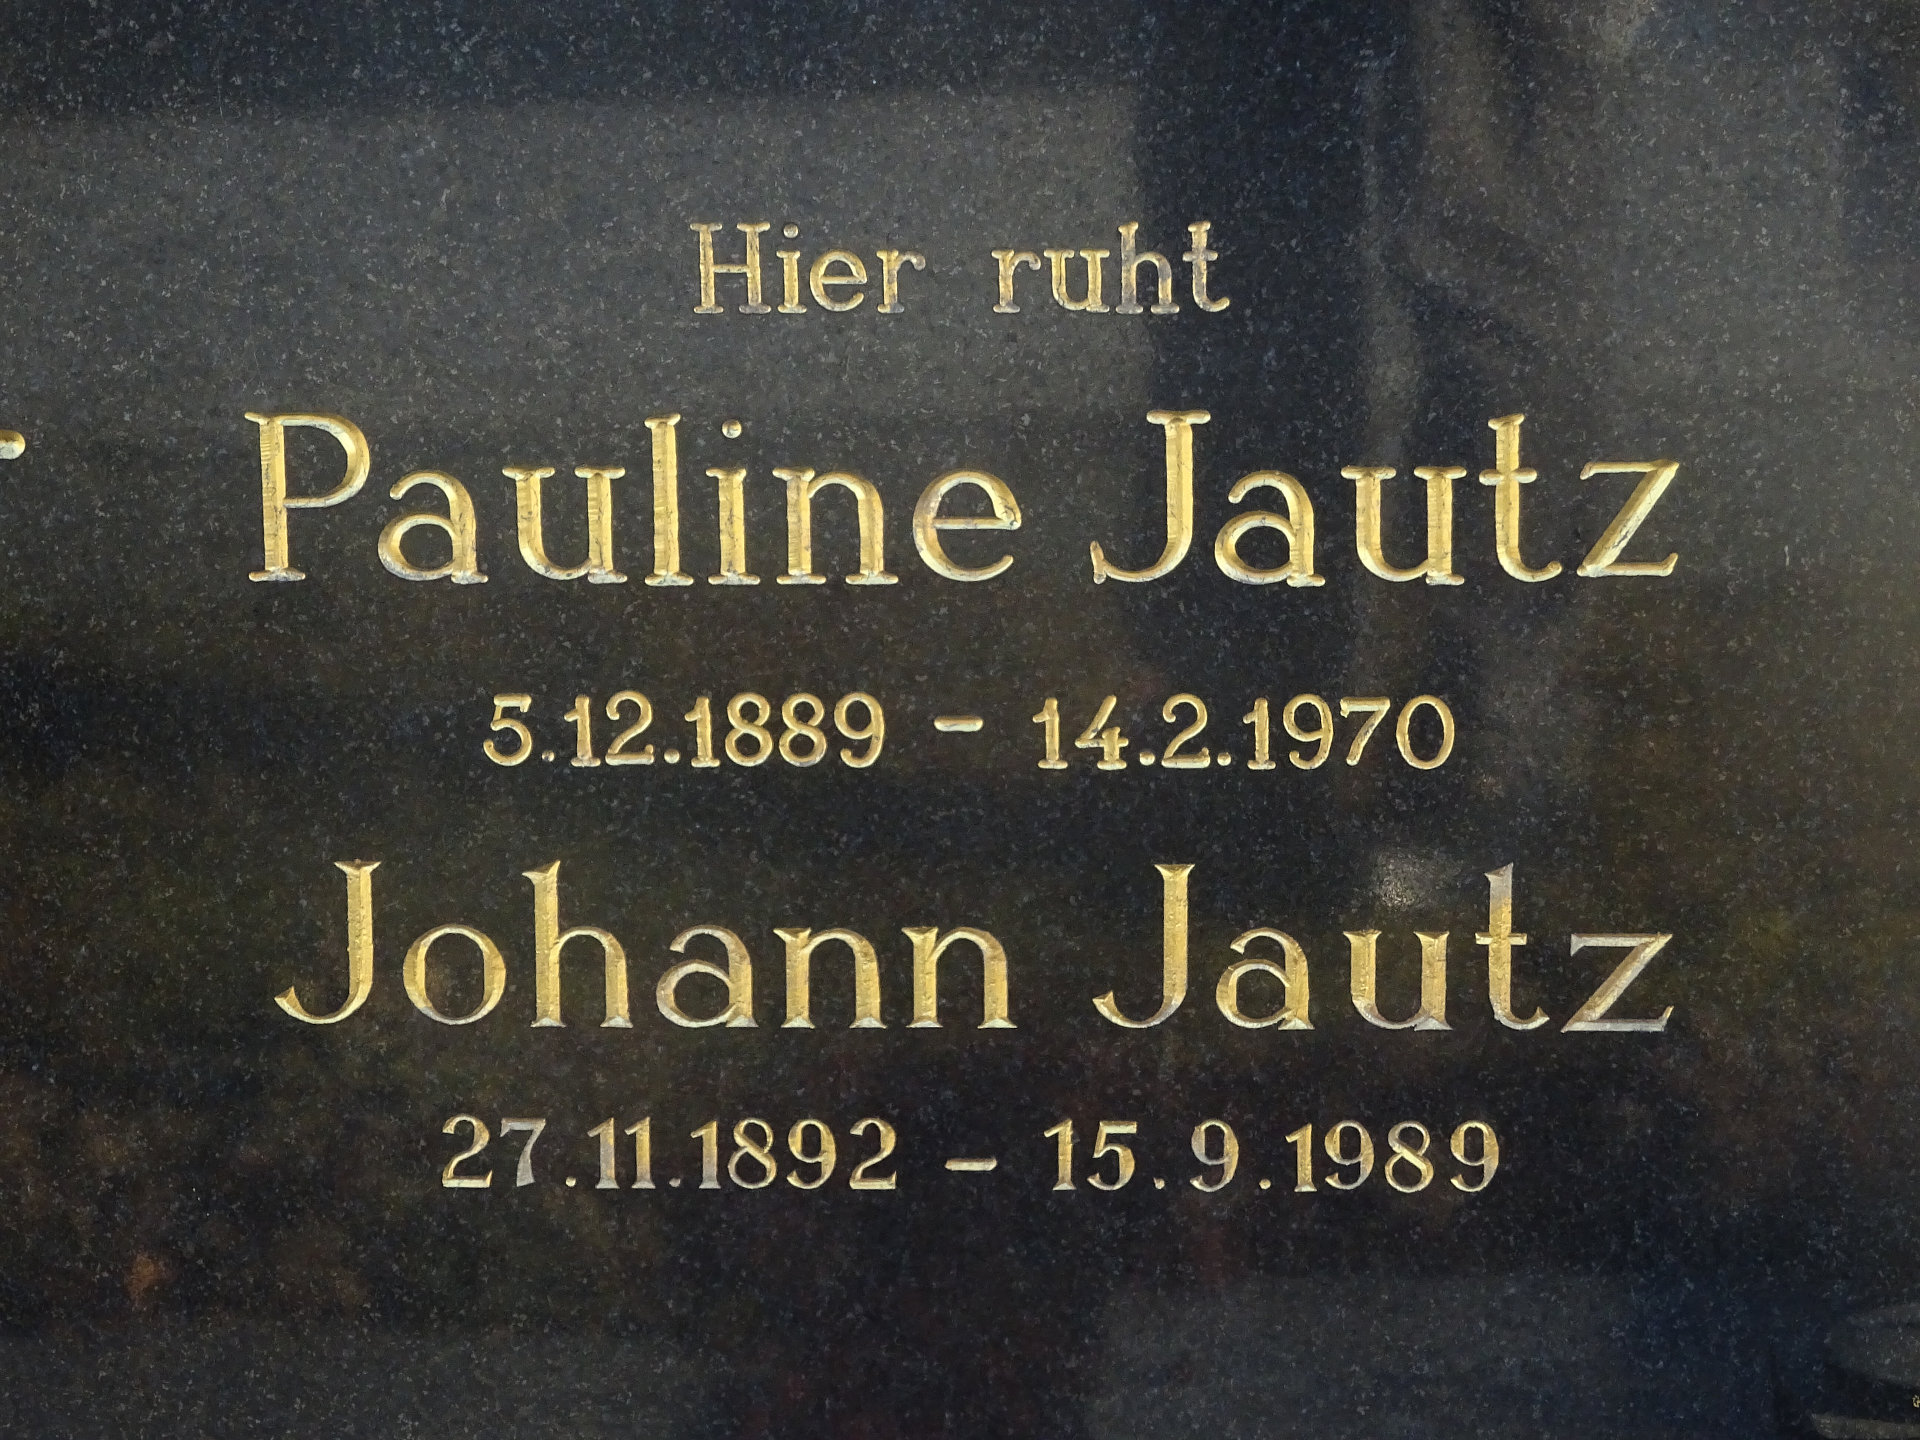 Hier ruht
Pauline Jautz
5.12.1889 – 14.2.1970
Johann Jautz
27.11.1892 – 15.9.1989